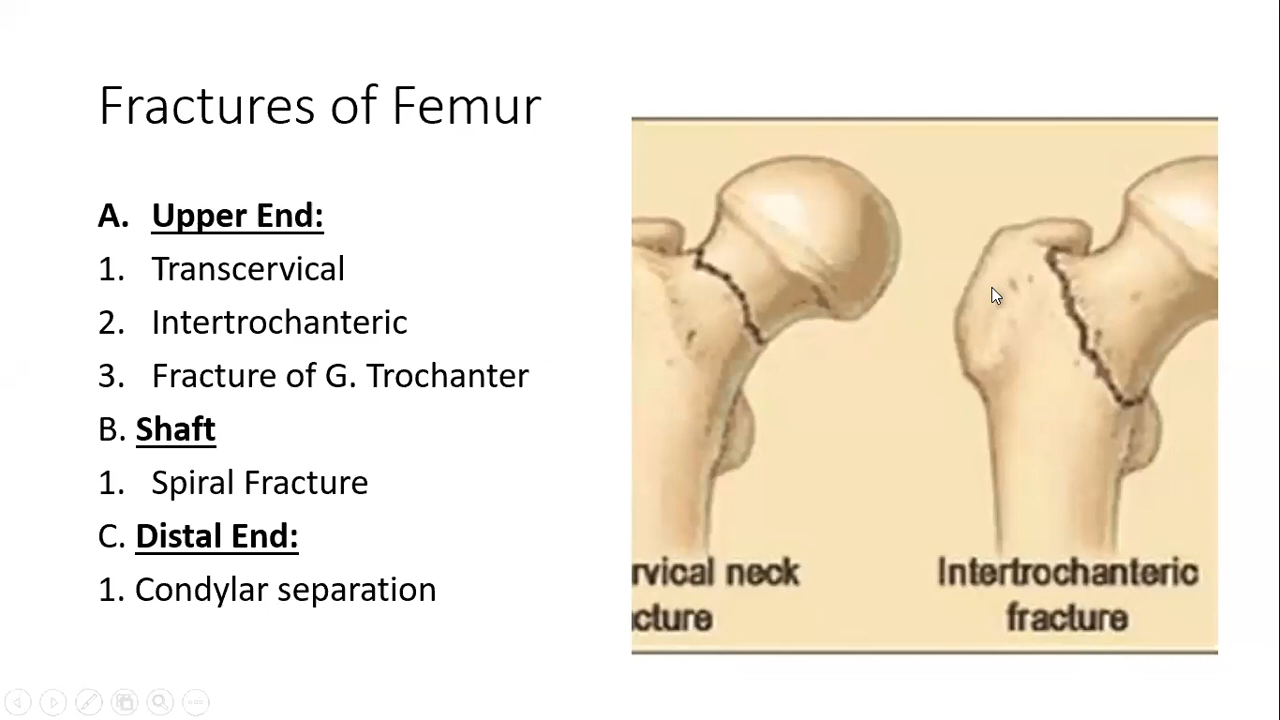 Fractures of Femur
A. Upper End:
1. Transcervical
2. Intertrochanteric
3. Fracture of G. Trochanter
B. Shaft
1. Spiral Fracture
C. Distal End:
1. Condylar separation
rvical neck
cture
Intertrochanteric
fracture